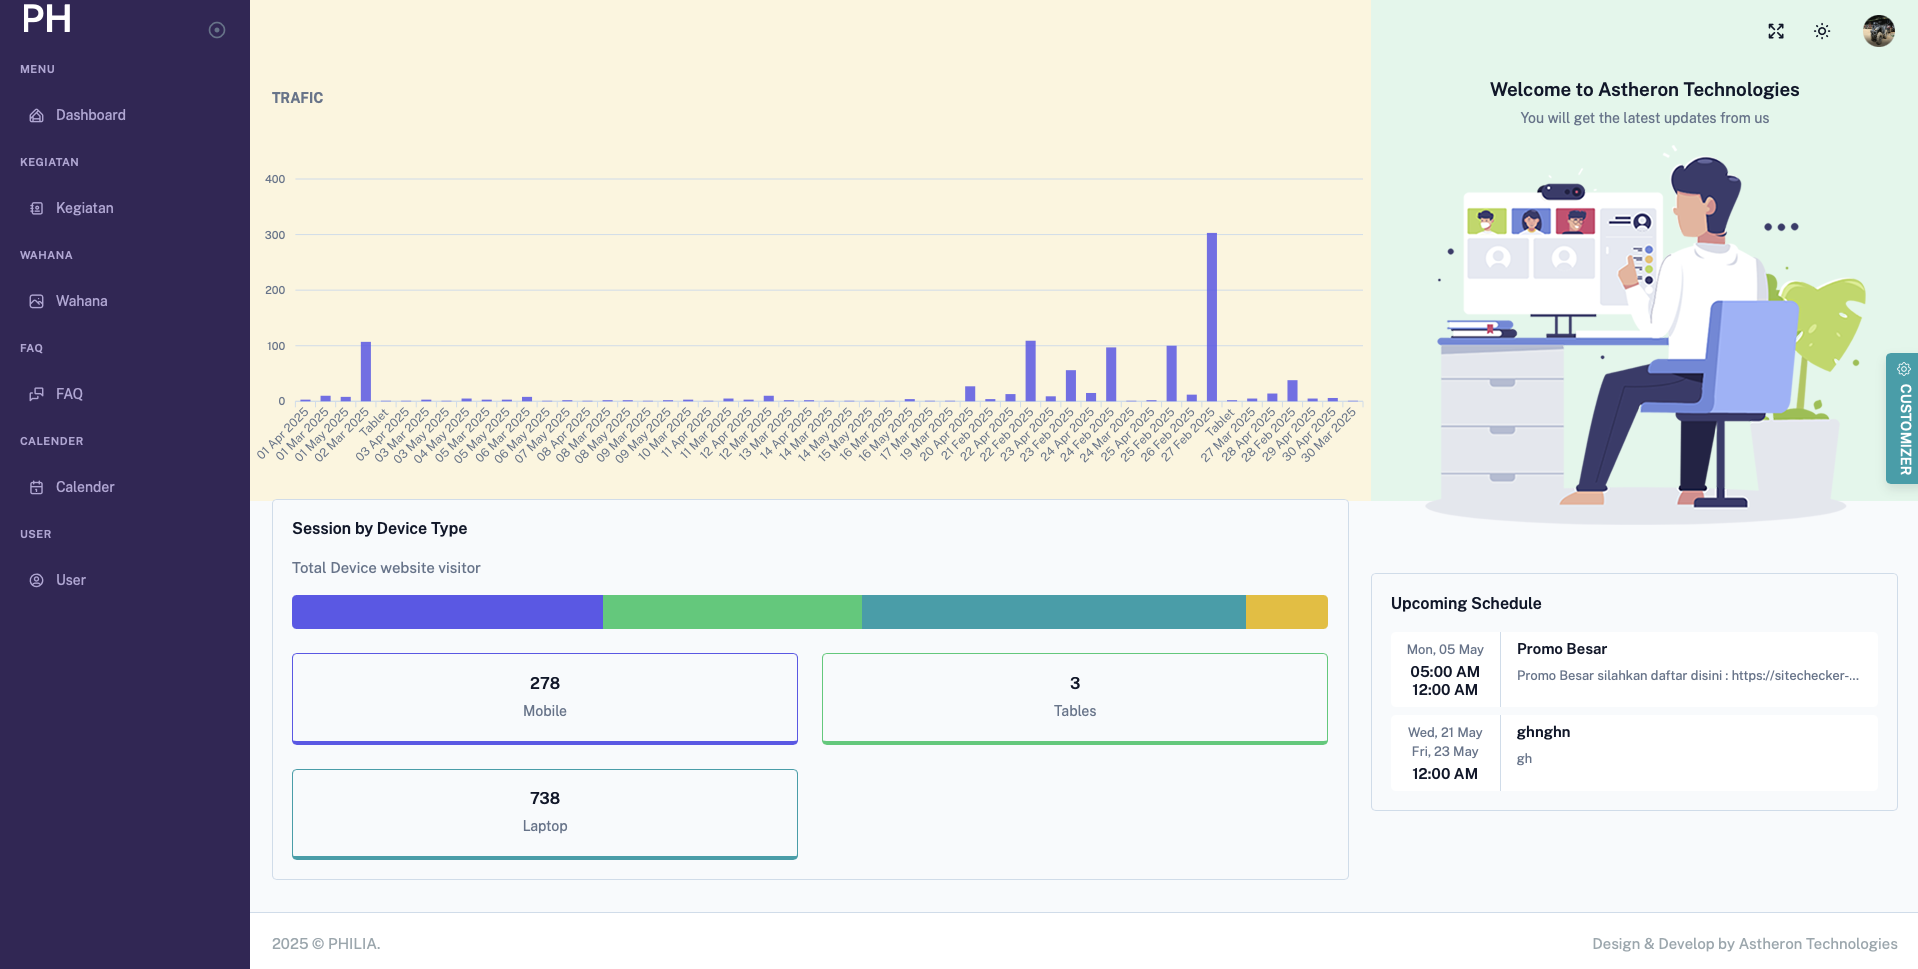 PH
MENU
Dashboard
KEGIATAN
Kegiatan
WAHANA
Wahana
FAQ
FAQ
CALENDER
Calender
USER
User
TRAFIC
400
300
200
100
0
01 Apr 2025
01 Mar 2025
01 May 2025
02 Mar 2025
Tablet
03 Apr 2025
03 Mar 2025
03 May 2025
04 May 2025
05 Mar 2025
05 May 2025
06 Mar 2025
06 May 2025
07 May 2025
08 Apr 2025
08 Mar 2025
08 May 2025
09 Mar 2025
09 May 2025
10 Mar 2025
11 Apr 2025
11 Mar 2025
12 Apr 2025
12 Mar 2025
13 Mar 2025
14 Apr 2025
14 Mar 2025
14 May 2025
15 May 2025
16 Mar 2025
16 May 2025
17 Mar 2025
19 Mar 2025
20 Apr 2025
21 Feb 2025
22 Apr 2025
22 Feb 2025
23 Apr 2025
23 Feb 2025
24 Apr 2025
24 Feb 2025
24 Mar 2025
25 Apr 2025
25 Feb 2025
26 Feb 2025
27 Feb 2025
Tablet
27 Mar 2025
28 Apr 2025
28 Feb 2025
29 Apr 2025
30 Apr 2025
30 Mar 2025
Welcome to Astheron Technologies
You will get the latest updates from us
CUSTOMIZER
Session by Device Type
Total Device website visitor
278
Mobile
3
Tables
738
Laptop
Upcoming Schedule
Mon, 05 May
05:00 AM
12:00 AM
Promo Besar
Promo Besar silahkan daftar disini : https://sitechecker-...
Wed, 21 May
Fri, 23 May
12:00 AM
ghnghn
gh
2025 © PHILIA.
Design & Develop by Astheron Technologies